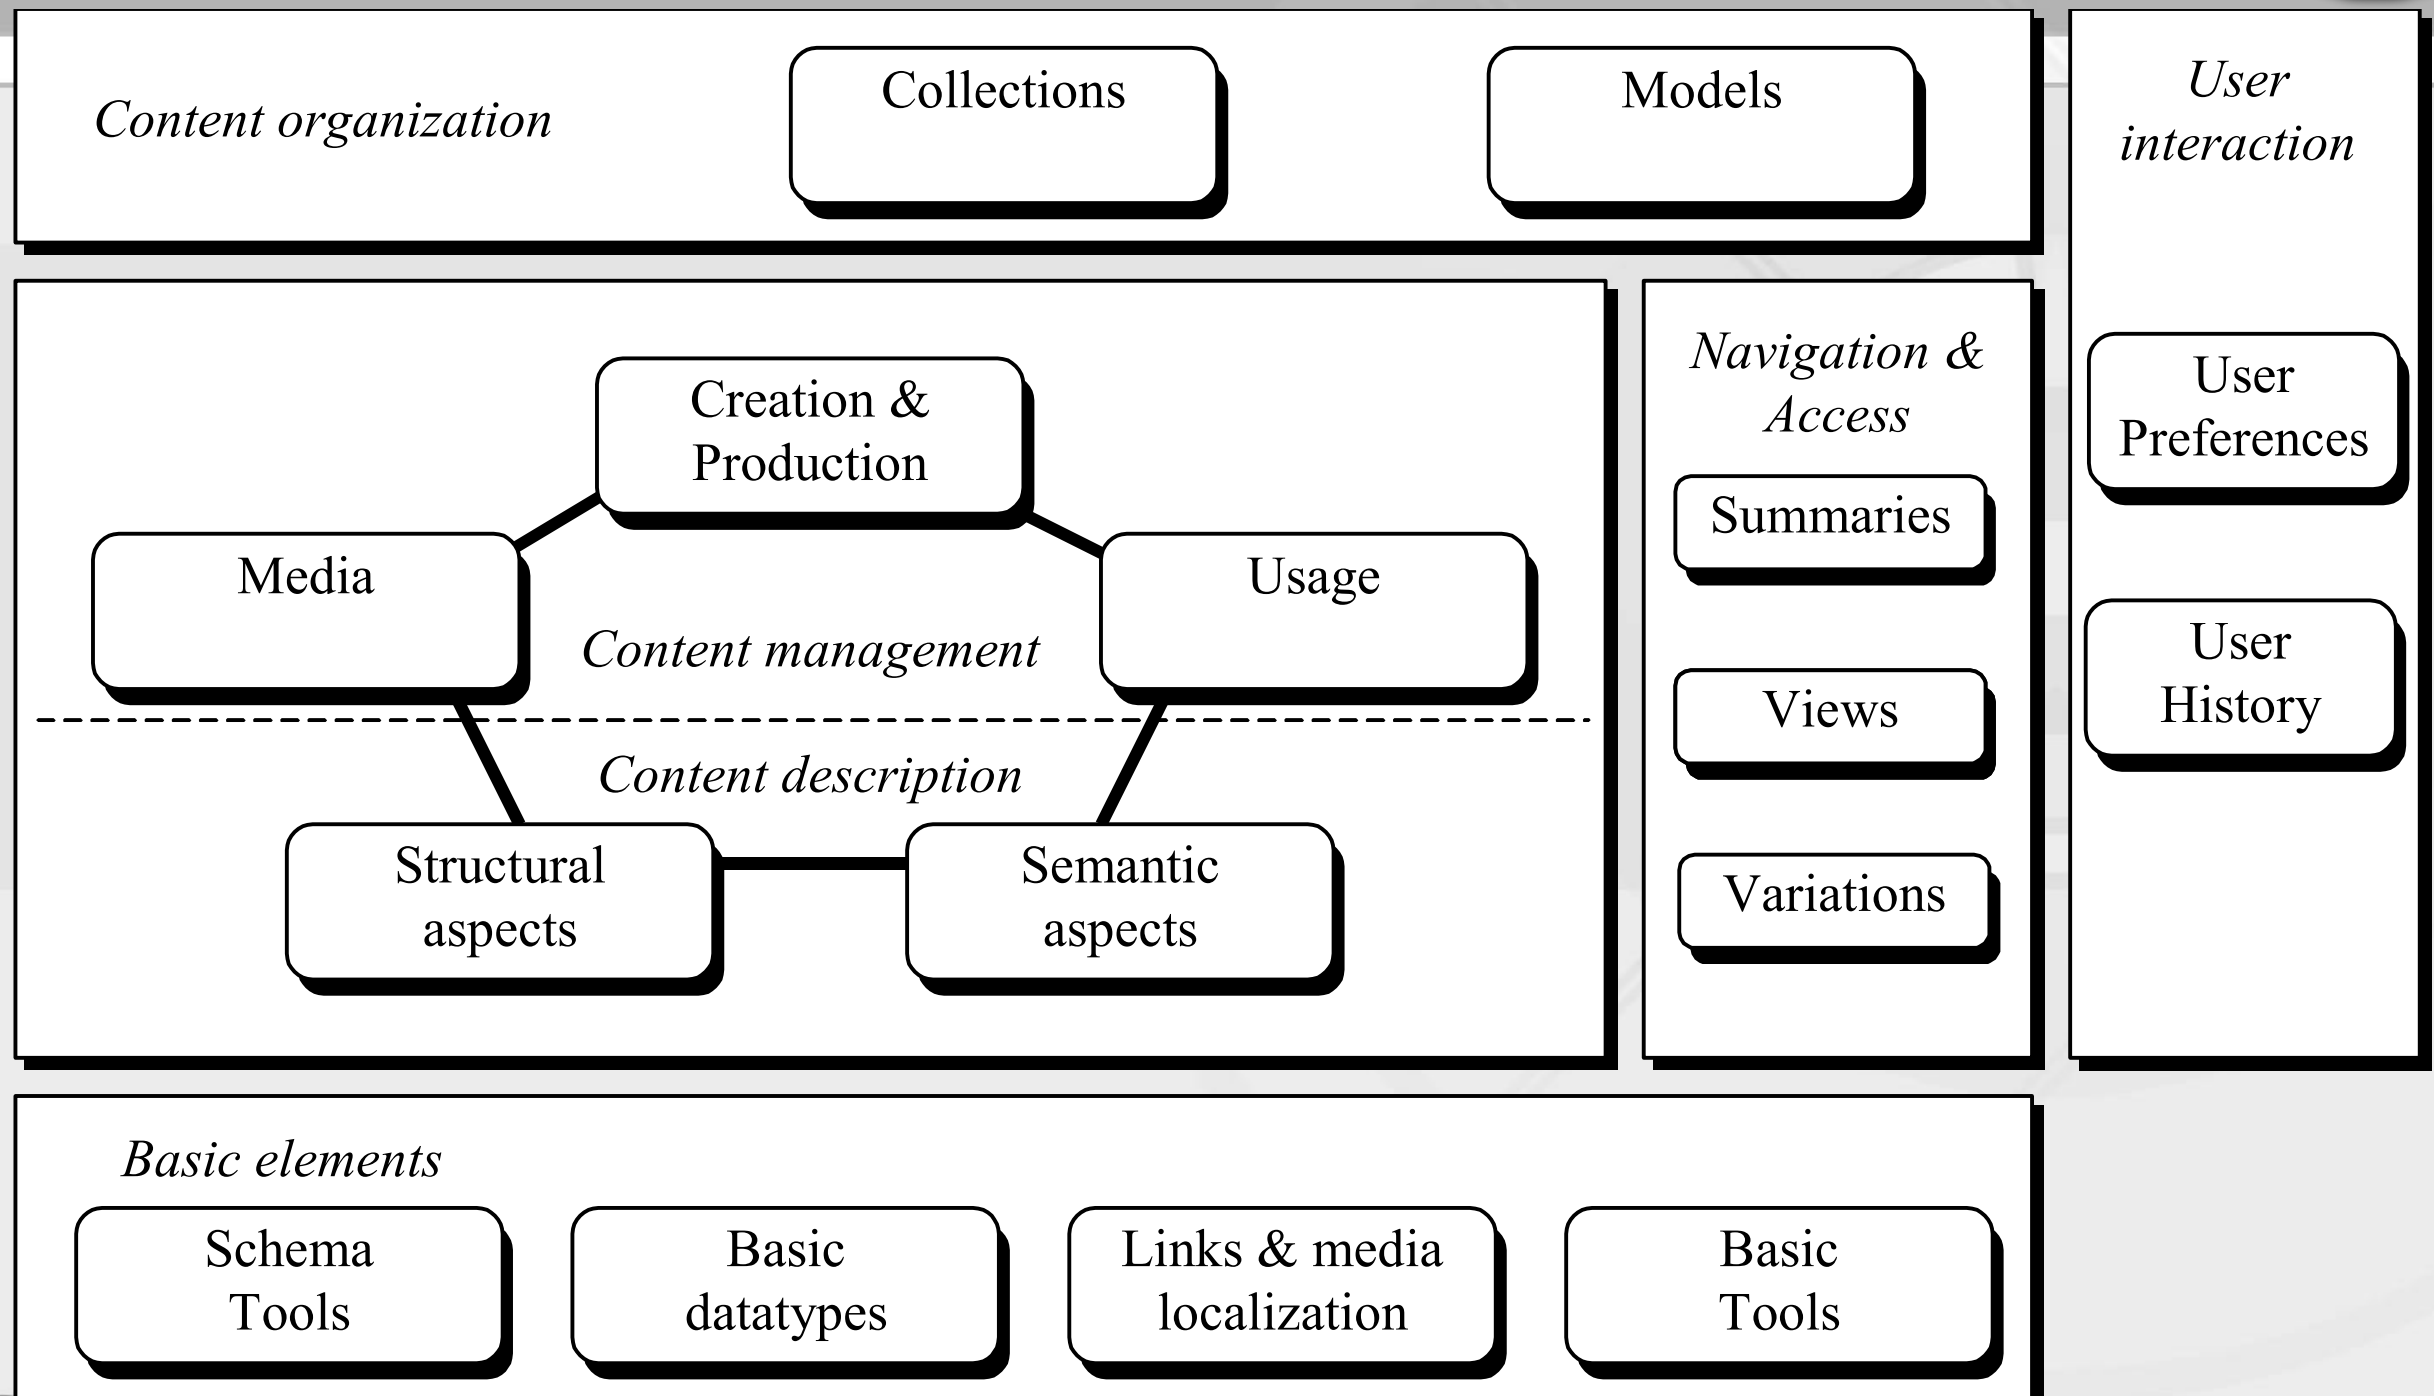 Content organization
Collections
Models
User
interaction
Creation &
Production
Media
Usage
Content management
Content description
Structural
aspects
Semantic
aspects
Navigation &
Access
Summaries
Views
Variations
User
Preferences
User
History
Basic elements
Schema
Tools
Basic
datatypes
Links & media
localization
Basic
Tools